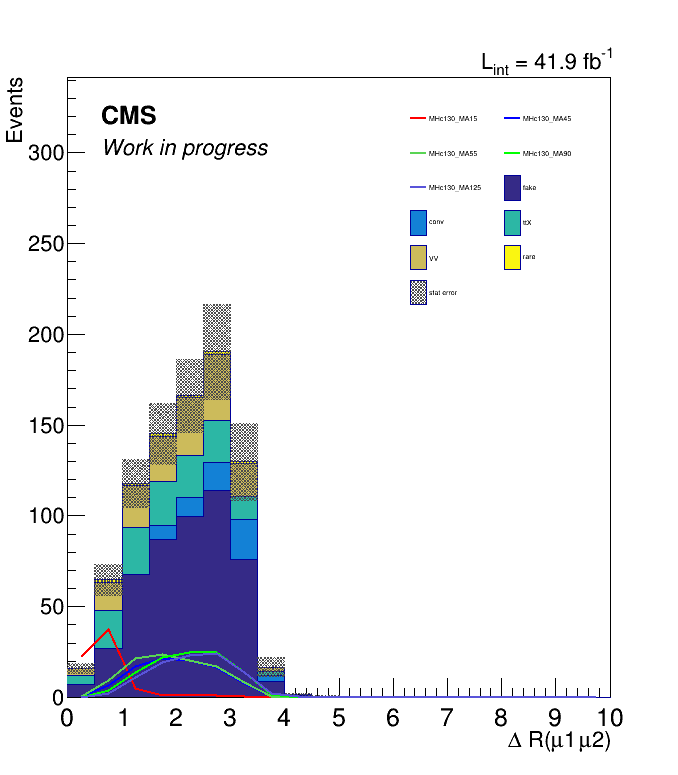 L_int = 41.9 fb^-1
Events
CMS
Work in progress
MHc130_MA15
MHc130_MA45
MHc130_MA55
MHc130_MA90
MHc130_MA125
fake
conv
ttX
VV
rare
stat error
300
250
200
150
100
50
0
0 1 2 3 4 5 6 7 8 9 10
Δ R(μ1μ2)